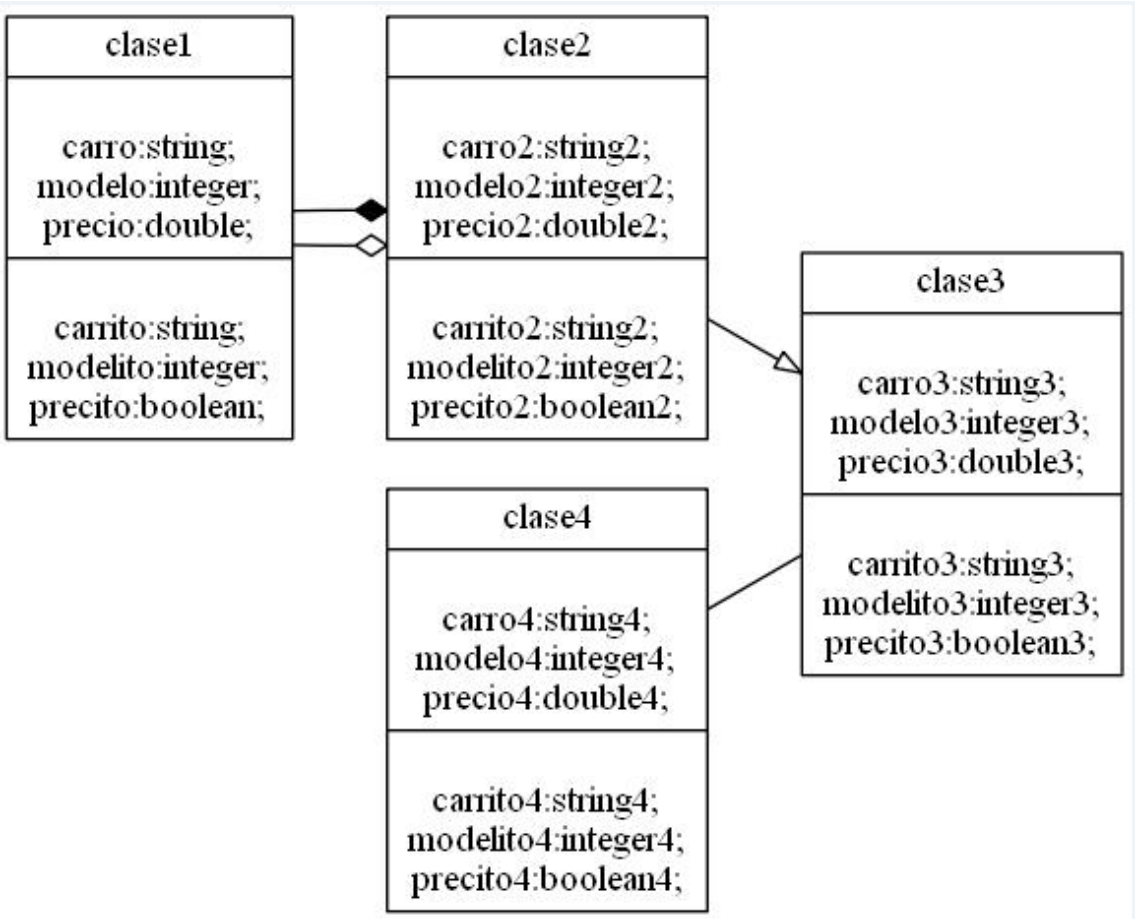 clase1
carro:string;
modelo:integer;
precio:double;
carrito:string;
modelito:integer;
precito:boolean;
clase2
carro2:string2;
modelo2:integer2;
precio2:double2;
carrito2:string2;
modelito2:integer2;
precito2:boolean2;
clase3
carro3:string3;
modelo3:integer3;
precio3:double3;
carrito3:string3;
modelito3:integer3;
precito3:boolean3;
clase4
carro4:string4;
modelo4:integer4;
precio4:double4;
carrito4:string4;
modelito4:integer4;
precito4:boolean4;